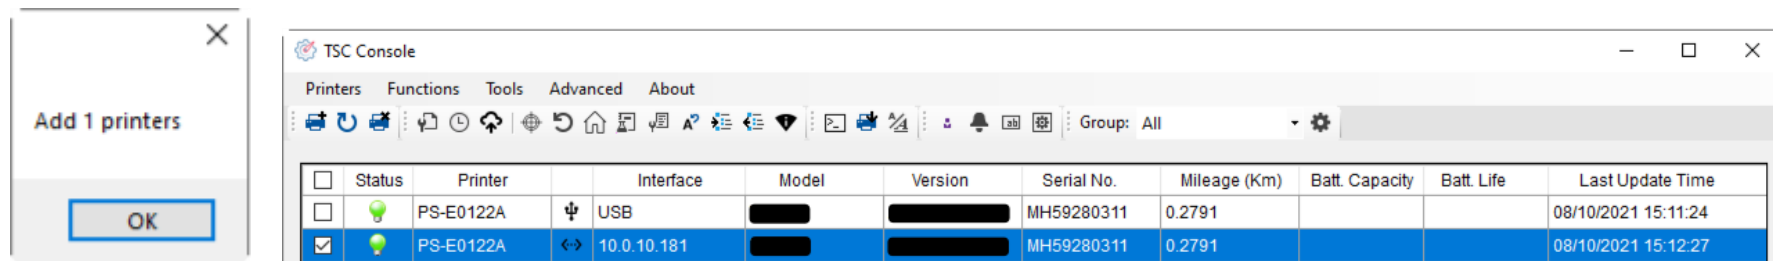 Add 1 printers
OK
TSC Console
Printers Functions Tools Advanced About
Group: All
Status Printer Interface Model Version Serial No. Mileage (Km) Batt. Capacity Batt. Life Last Update Time
PS-E0122A USB MH59280311 0.2791 08/10/2021 15:11:24
PS-E0122A 10.0.10.181 MH59280311 0.2791 08/10/2021 15:12:27